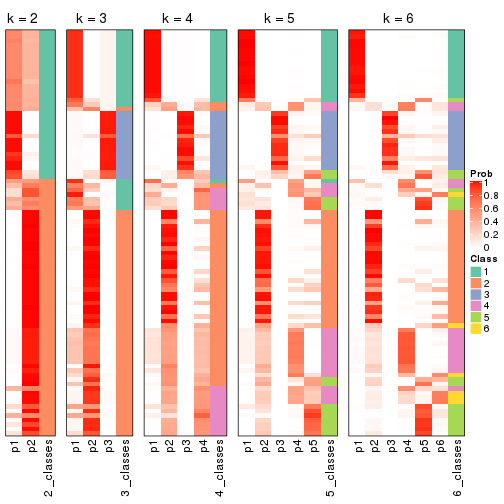 k = 2
k = 3
k = 4
k = 5
k = 6
Prob
1
0.8
0.6
0.4
0.2
0
Class
1
2
3
4
5
6
p1
p2
2_classes
p1
p2
p3
3_classes
p1
p2
p3
p4
4_classes
p1
p2
p3
p4
p5
5_classes
p1
p2
p3
p4
p5
p6
6_classes